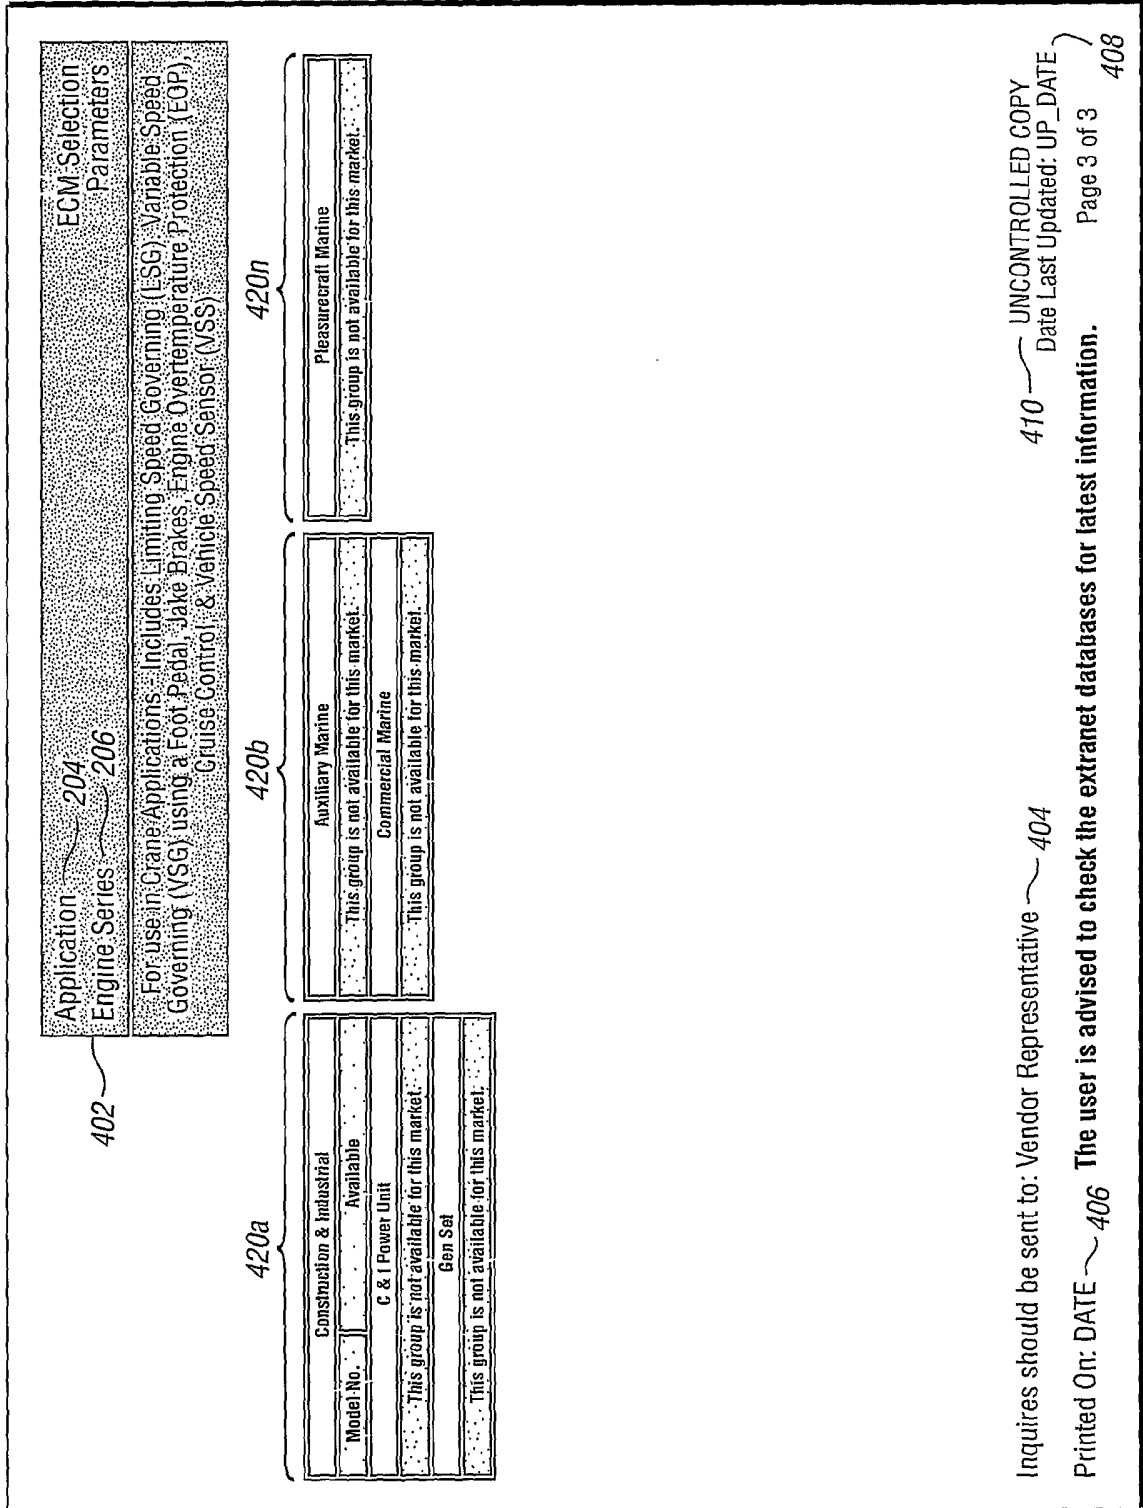 Application 204 ECM Selection
Engine Series 206 Parameters
402
For use in Crane Applications - Includes Limiting Speed Governing (LSG). Variable Speed
Governing (VSG) using a Foot Pedal, Jake Brakes, Engine Overtemperature Protection (EOP),
Cruise Control, & Vehicle Speed Sensor (VSS)
420a
Construction & Industrial
Model No. Available
C & I Power Unit
This group is not available for this market.
Gen Set
This group is not available for this market.
420b
Auxiliary Marine
This group is not available for this market.
Commercial Marine
This group is not available for this market.
420n
Pleasurecraft Marine
This group is not available for this market.
Inquires should be sent to: Vendor Representative 404
410 UNCONTROLLED COPY
Date Last Updated: UP_DATE
Printed On: DATE 406 The user is advised to check the extranet databases for latest information. Page 3 of 3
408